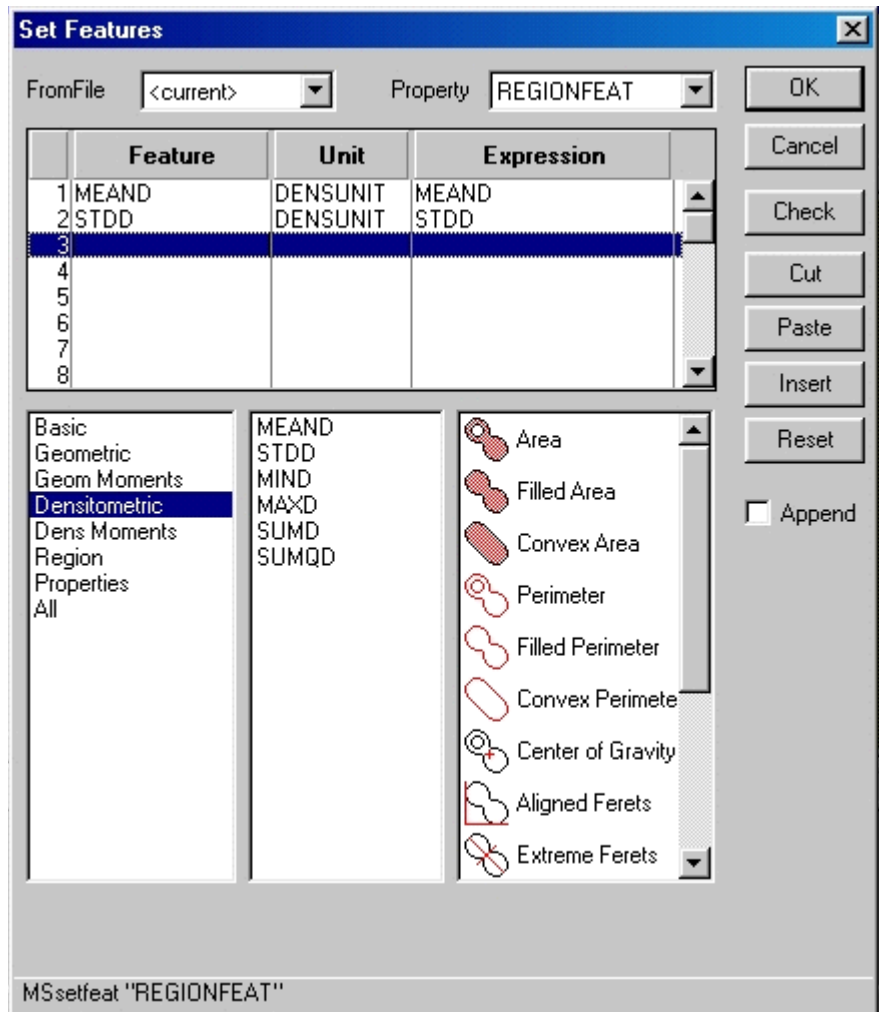 Set Features
FromFile <current> Property REGIONFEAT OK
Cancel
Feature Unit Expression
1 MEAND DENSUNIT MEAND
2 STDD DENSUNIT STDD
3
4
5
6
7
8
Check
Cut
Paste
Insert
Reset
Append
Basic
Geometric
Geom Moments
Densitometric
Dens Moments
Region
Properties
All
MEAND
STDD
MIND
MAXD
SUMD
SUMQD
Area
Filled Area
Convex Area
Perimeter
Filled Perimeter
Convex Perimete
Center of Gravity
Aligned Ferets
Extreme Ferets
MSsetfeat "REGIONFEAT"